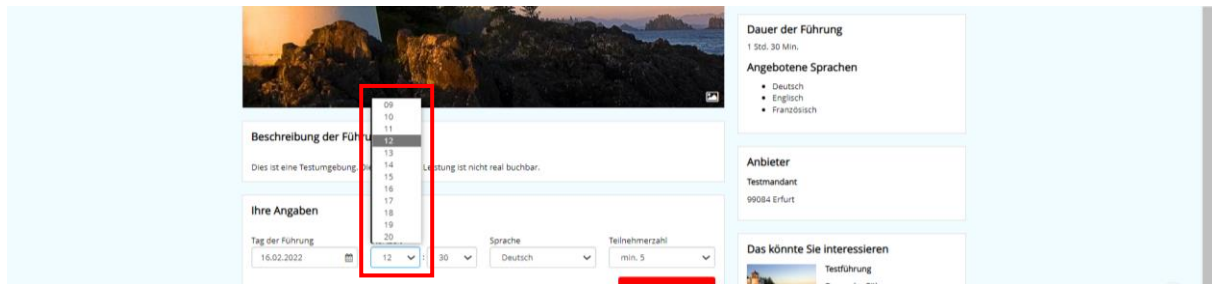 Dauer der Führung
1 Std. 30 Min.
Angebotene Sprachen
Deutsch
Englisch
Französisch
09
10
11
12
13
14
15
16
17
18
19
20
Beschreibung der
Dies ist eine Testumgebung. ist nicht real buchbar.
Anbieter
Testmandant
99084 Erfurt
Ihre Angaben
Tag der Führung Sprache Teilnehmerzahl
16.02.2022 12 : 30 Deutsch min. 5
Das könnte Sie interessieren
Testführung